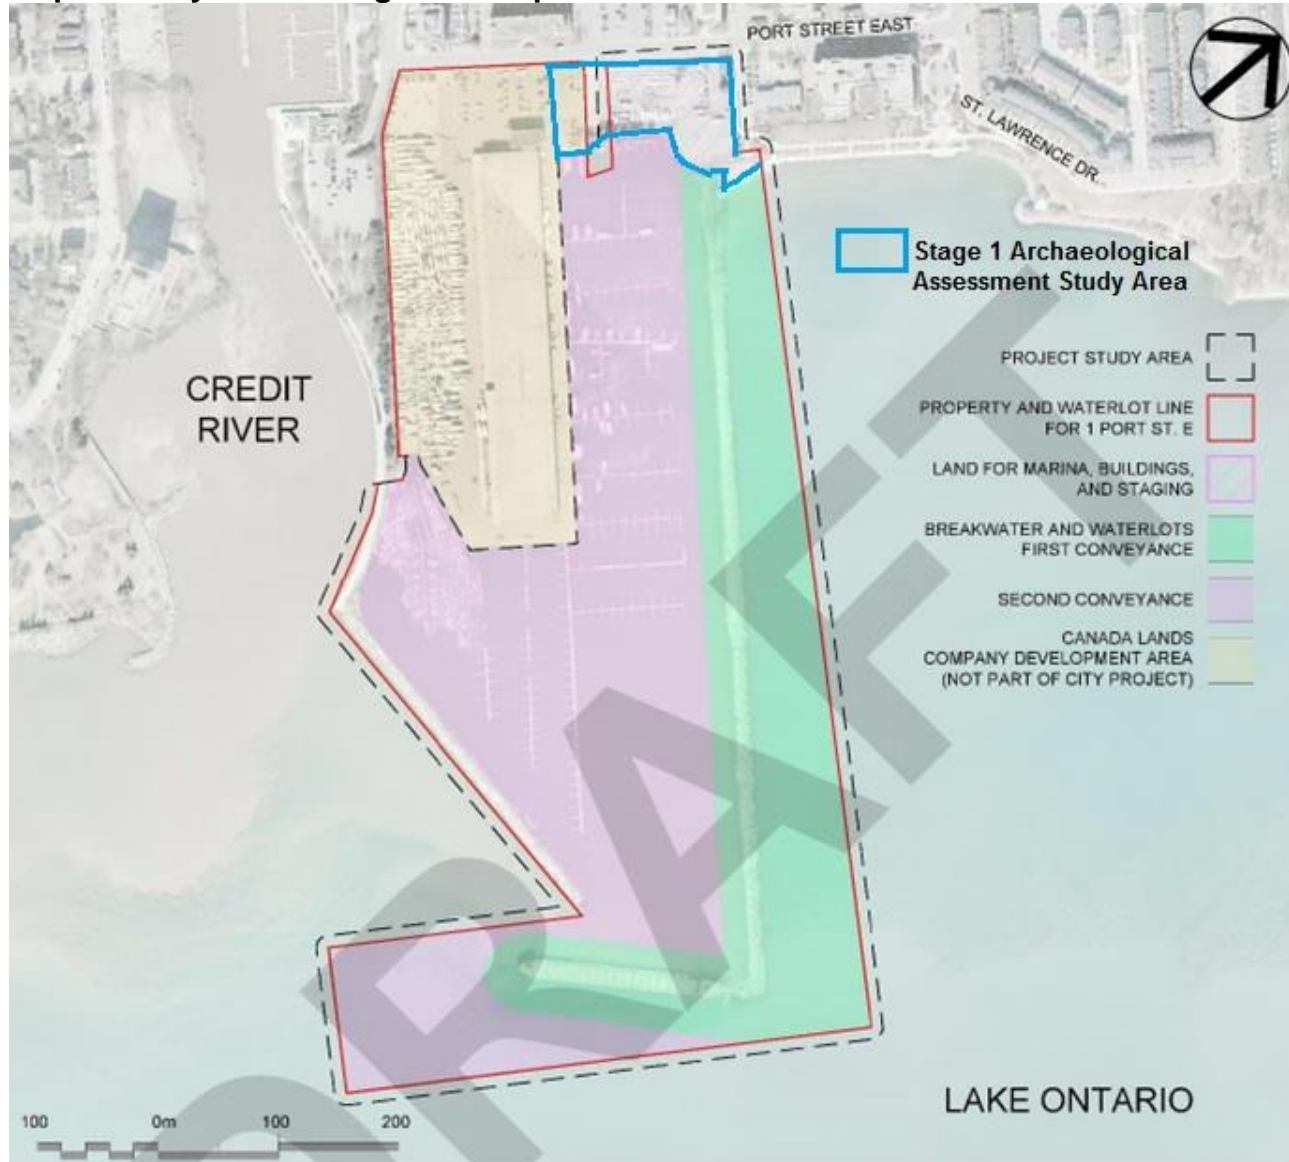 PORT STREET EAST
ST. LAWRENCE DR.
Stage 1 Archaeological
Assessment Study Area
PROJECT STUDY AREA
CREDIT
RIVER
PROPERTY AND WATERLOT LINE
FOR 1 PORT ST. E
LAND FOR MARINA, BUILDINGS,
AND STAGING
BREAKWATER AND WATERLOTS
FIRST CONVEYANCE
SECOND CONVEYANCE
CANADA LANDS
COMPANY DEVELOPMENT AREA
(NOT PART OF CITY PROJECT)
DRAFT
LAKE ONTARIO
100 0m 100 200